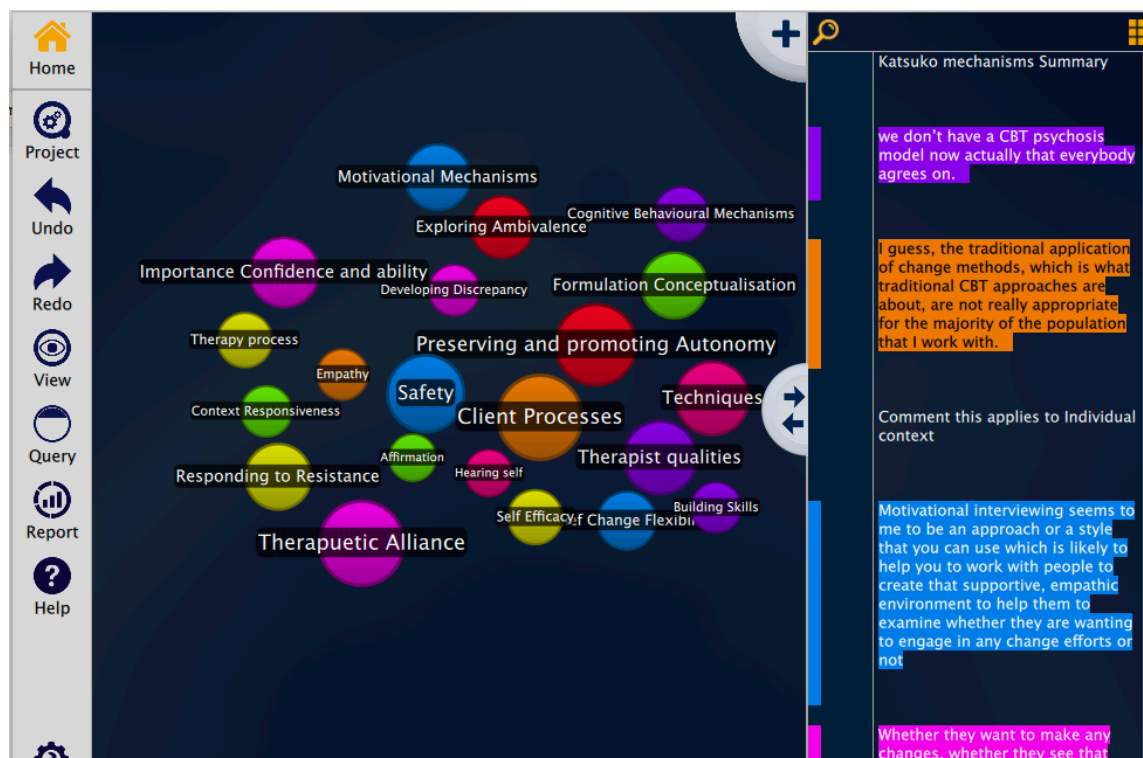 Home
Project
Undo
Redo
View
Query
Report
Help
Motivational Mechanisms
Cognitive Behavioural Mechanisms
Exploring Ambivalence
Importance Confidence and ability
Developing Discrepancy
Formulation Conceptualisation
Therapy process
Preserving and promoting Autonomy
Empathy
Safety
Techniques
Context Responsiveness
Client Processes
Affirmation
Therapist qualities
Responding to Resistance
Hearing self
Building Skills
Self Efficacy
Change Flexibi
Therapuetic Alliance
Katsuko mechanisms Summary
we don't have a CBT psychosis
model now actually that everybody
agrees on.
I guess, the traditional application
of change methods, which is what
traditional CBT approaches are
about, are not really appropriate
for the majority of the population
that I work with.
Comment this applies to Individual
context
Motivational interviewing seems to
me to be an approach or a style
that you can use which is likely to
help you to work with people to
create that supportive, empathic
environment to help them to
examine whether they are wanting
to engage in any change efforts or
not
Whether they want to make any
changes, whether they see that